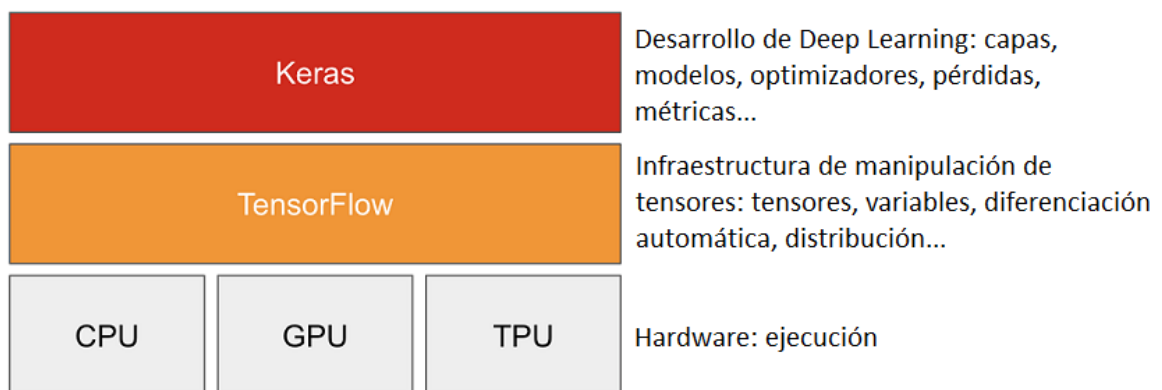 Keras
Desarrollo de Deep Learning: capas,
modelos, optimizadores, pérdidas,
métricas...
TensorFlow
Infraestructura de manipulación de
tensores: tensores, variables, diferenciación
automática, distribución...
CPU
GPU
TPU
Hardware: ejecución